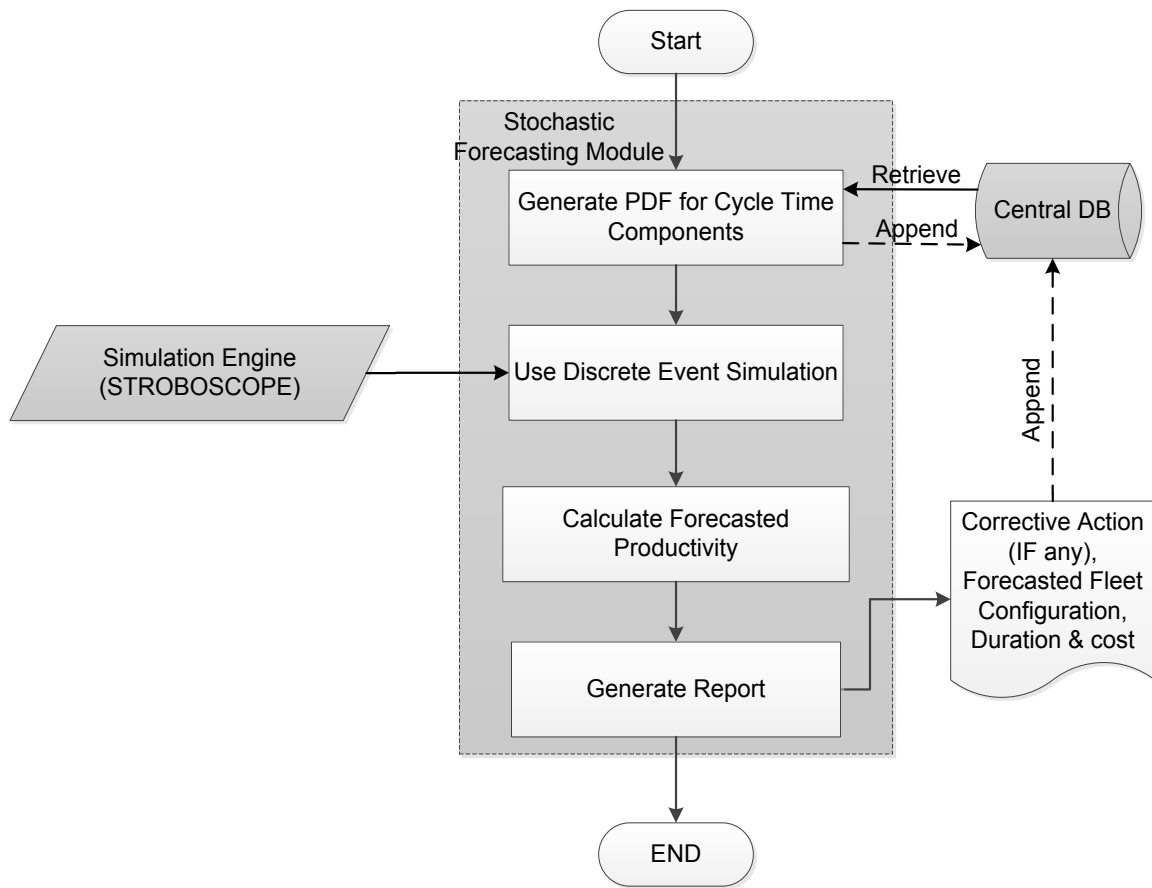 Start
Stochastic
Forecasting Module
Generate PDF for Cycle Time
Components
Retrieve
Append
Central DB
Simulation Engine
(STROBOSCOPE)
Use Discrete Event Simulation
Append
Calculate Forecasted
Productivity
Corrective Action
(IF any),
Forecasted Fleet
Configuration,
Duration & cost
Generate Report
END